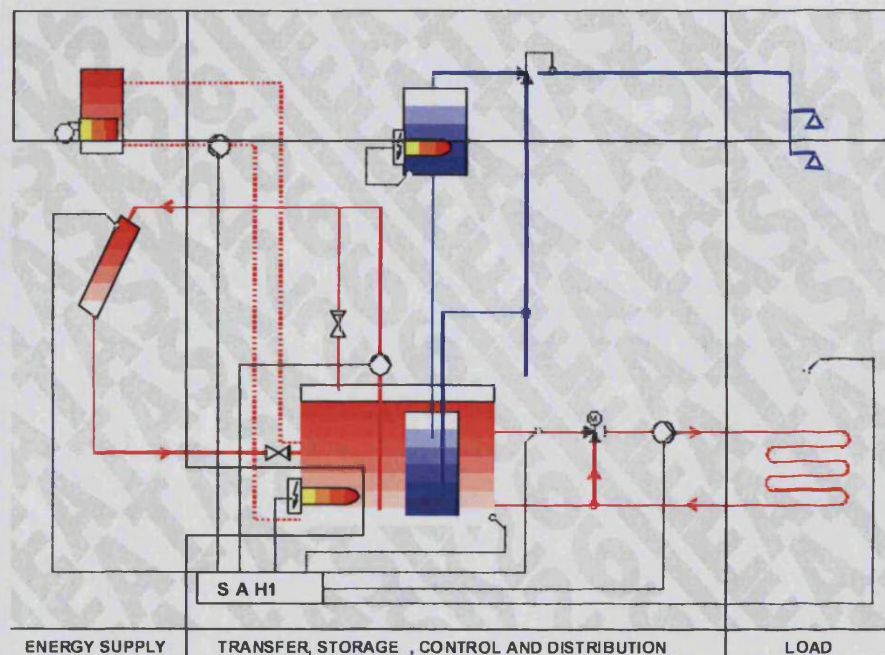 M
S A H1
ENERGY SUPPLY
TRANSFER, STORAGE , CONTROL AND DISTRIBUTION
LOAD